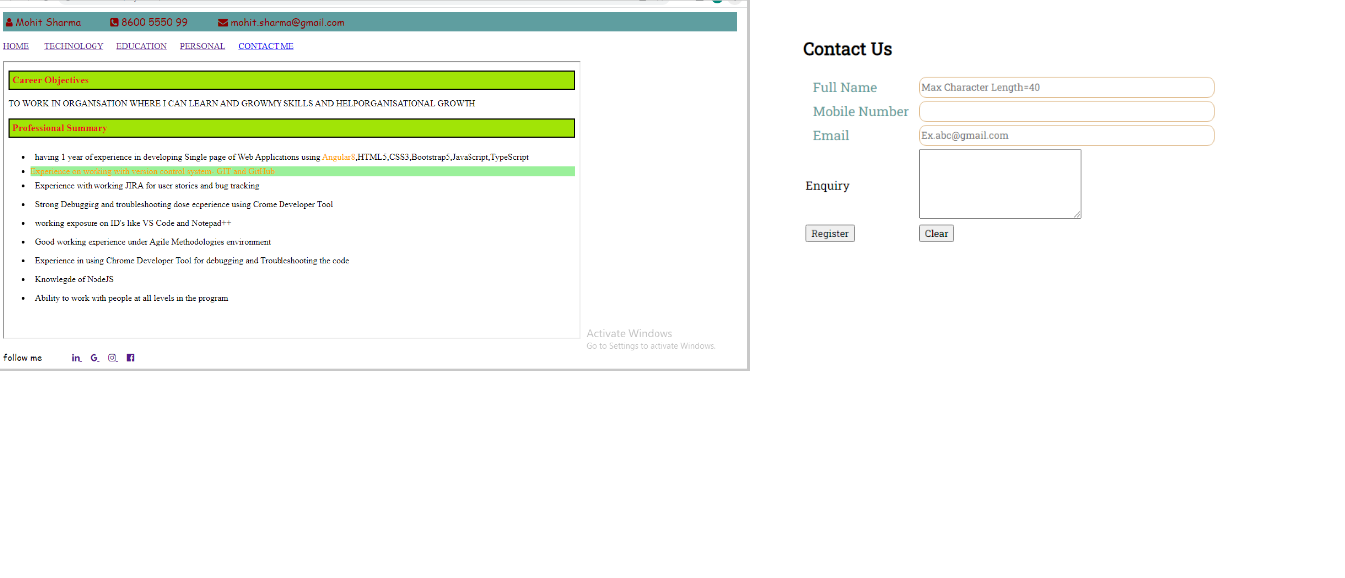 Mohit Sharma 8600 5550 99 mohit.sharma@gmail.com
HOME TECHNOLOGY EDUCATION PERSONAL CONTACT ME
Career Objectives
TO WORK IN ORGANISATION WHERE I CAN LEARN AND GROWMY SKILLS AND HELPORGANISATIONAL GROWTH
Professional Summary
having 1 year of experience in developing Single page of Web Applications using Angular8,HTML5,CSS3,Bootstrap5,JavaScript,TypeScript
Experience on working with version control system: GIT and GitHub
Experience with working JIRA for user stories and bug tracking
Strong Debugging and troubleshooting dose ecperience using Crome Developer Tool
working exposure on ID's like VS Code and Notepad++
Good working experience under Agile Methodologies environment
Experience in using Chrome Developer Tool for debugging and Troubleshooting the code
Knowlegde of NodeJS
Ability to work with people at all levels in the program
Activate Windows
Go to Settings to activate Windows.
follow me in G
Contact Us
Full Name Max Character Length=40
Mobile Number
Email Ex.abc@gmail.com
Enquiry
Register Clear